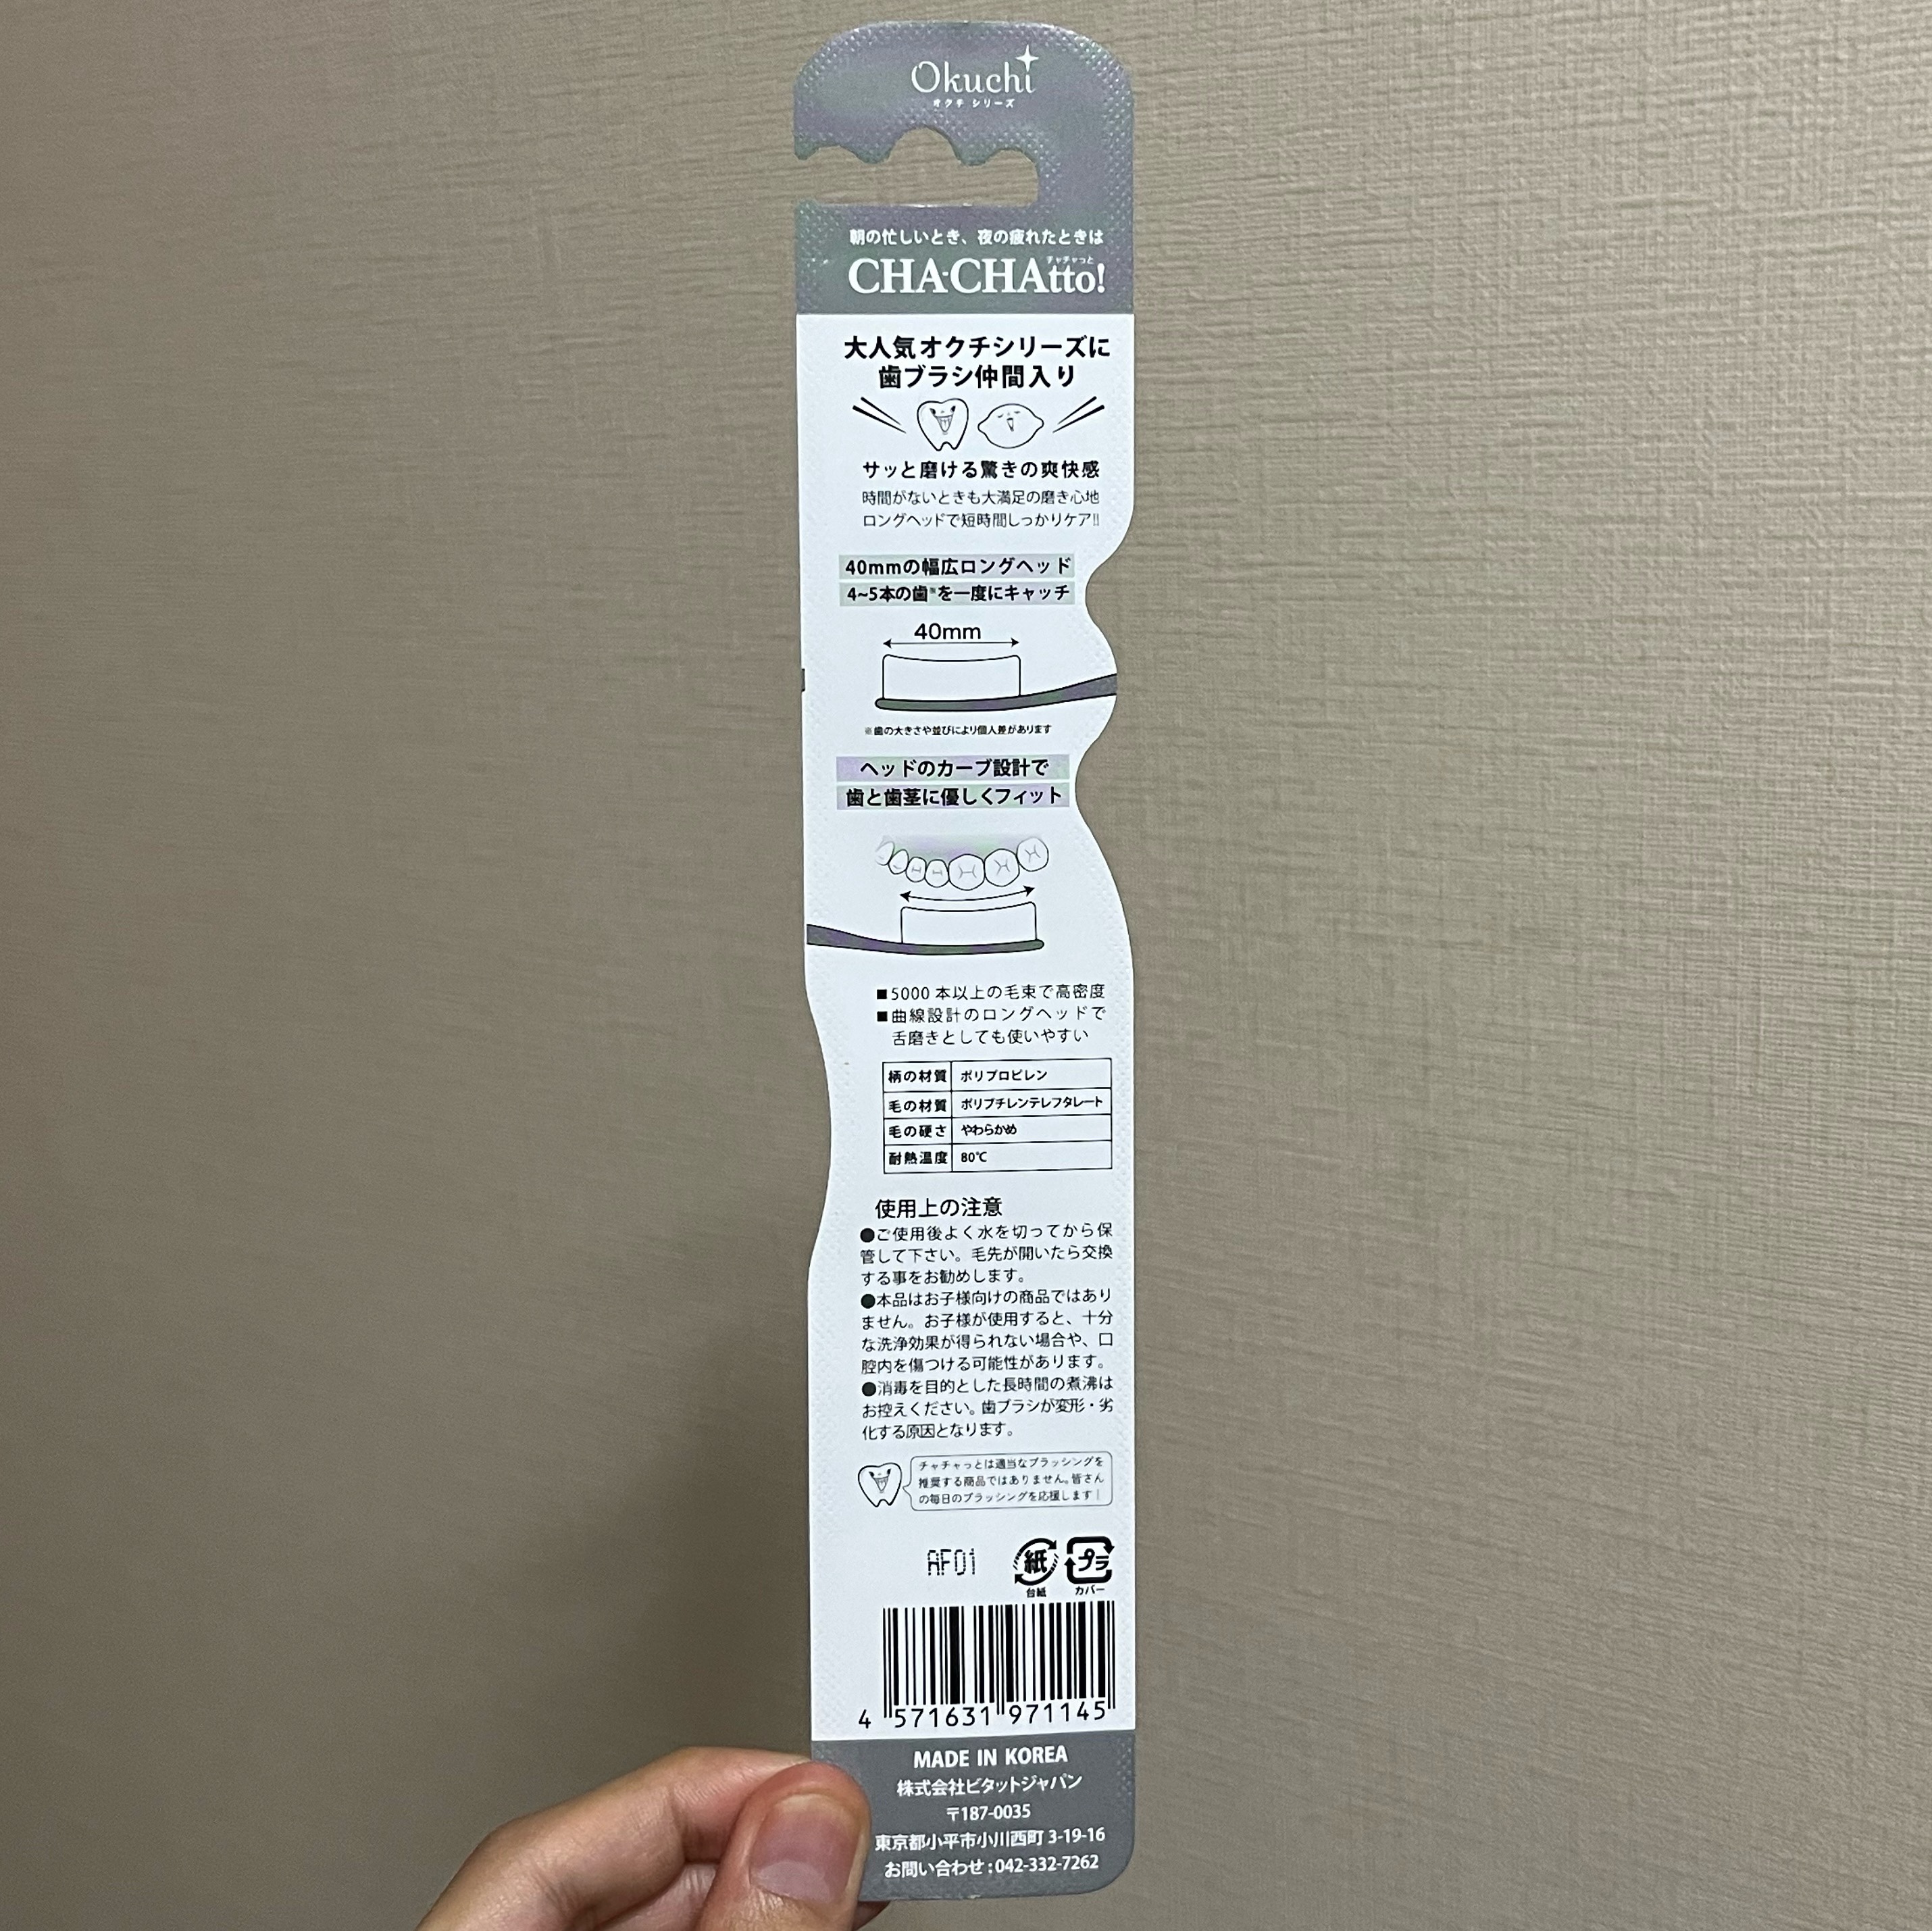 Okuchi
オクチ シリーズ
朝の忙しいとき、夜の疲れたときは
チャチャっと
CHA-CHAtto!
大人気オクチシリーズに
歯ブラシ仲間入り
サッと磨ける驚きの爽快感
時間がないときも大満足の磨き心地
ロングヘッドで短時間しっかりケア!!
40mmの幅広ロングヘッド
4~5本の歯※を一度にキャッチ
40mm
※歯の大きさや並びにより個人差があります
ヘッドのカーブ設計で
歯と歯茎に優しくフィット
■5000 本以上の毛束で高密度
■曲線設計のロングヘッドで
舌磨きとしても使いやすい
柄の材質 ポリプロピレン
毛の材質 ポリブチレンテレフタレート
毛の硬さ やわらかめ
耐熱温度 80℃
使用上の注意
●ご使用後よく水を切ってから保
管して下さい。毛先が開いたら交換
する事をお勧めします。
●本品はお子様向けの商品ではあり
ません。お子様が使用すると、十分
な洗浄効果が得られない場合や、口
腔内を傷つける可能性があります。
●消毒を目的とした長時間の煮沸は
お控えください。歯ブラシが変形・劣
化する原因となります。
チャチャっとは適当なブラッシングを
推奨する商品ではありません。皆さん
の毎日のブラッシングを応援します!
AF01
紙
プラ
台紙
カバー
4 571631 971145
MADE IN KOREA
株式会社ビタットジャパン
〒187-0035
東京都小平市小川西町 3-19-16
お問い合わせ:042-332-7262